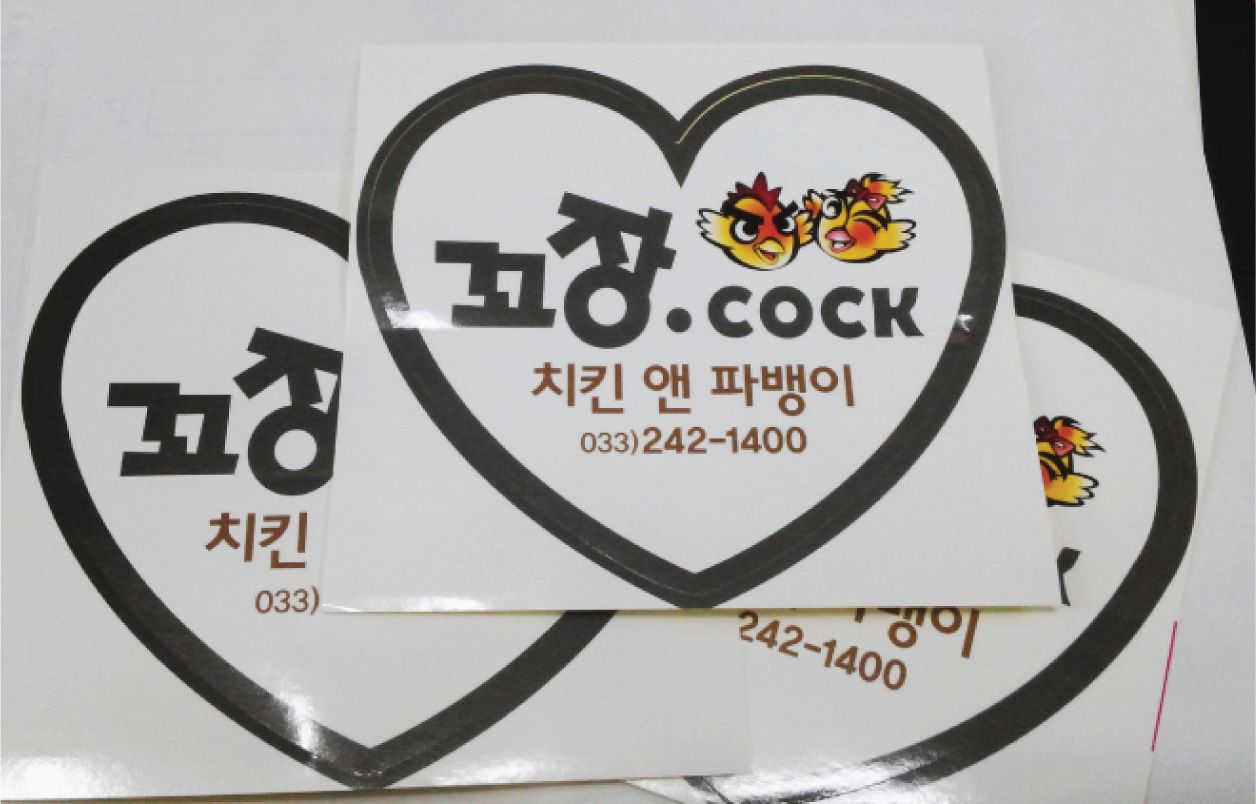 꼬장.COCK
치킨 앤 파뱅이
033)242-1400
꼬장
치킨
033)
뱅이
242-1400